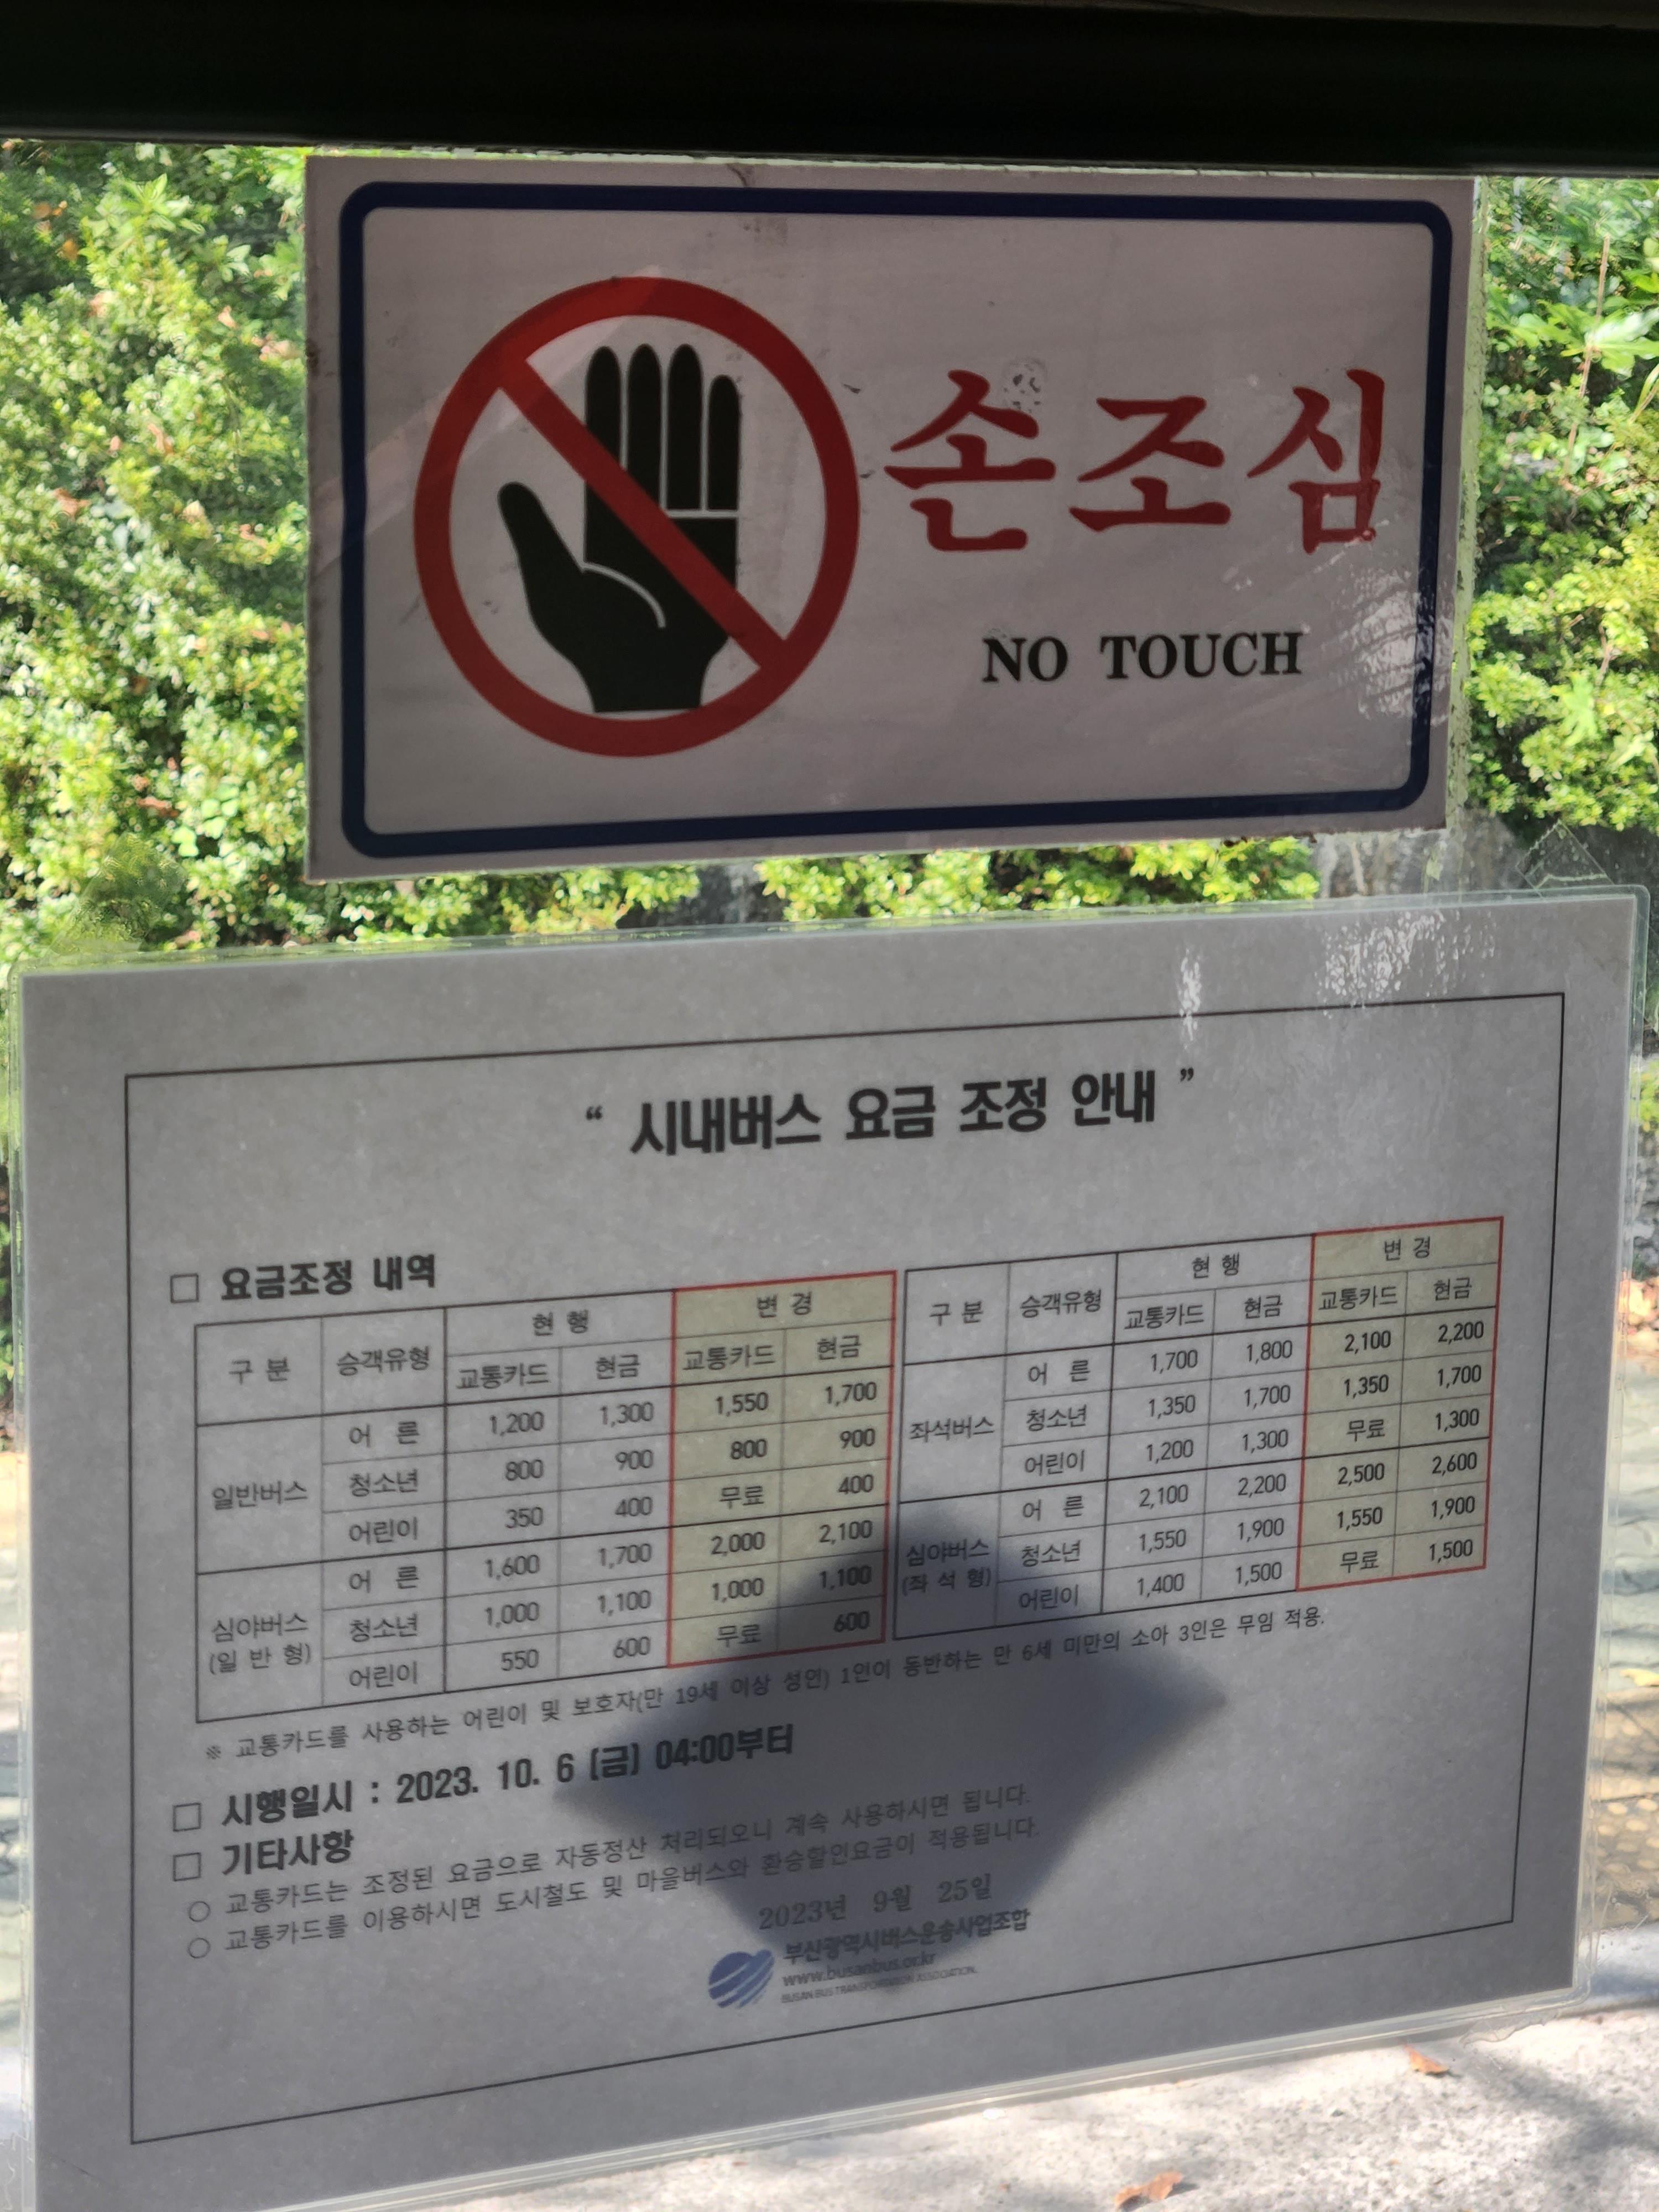 손조심
NO TOUCH
“ 시내버스 요금 조정 안내 ”
□ 요금조정 내역
구 분 승객유형 현 행 변 경
교통카드 현금 교통카드 현금
일반버스 어 른 1,200 1,300 1,550 1,700
청소년 800 900 800 900
어린이 350 400 무료 400
심야버스 (일 반 형) 어 른 1,600 1,700 2,000 2,100
청소년 1,000 1,100 1,000 1,100
어린이 550 600 무료 600
구 분 승객유형 현 행 변 경
교통카드 현금 교통카드 현금
좌석버스 어 른 1,700 1,800 2,100 2,200
청소년 1,350 1,700 1,350 1,700
어린이 1,200 1,300 무료 1,300
심야버스 (좌 석 형) 어 른 2,100 2,200 2,500 2,600
청소년 1,550 1,900 1,550 1,900
어린이 1,400 1,500 무료 1,500
※ 교통카드를 사용하는 어린이 및 보호자(만 19세 이상 성인) 1인이 동반하는 만 6세 미만의 소아 3인은 무임 적용.
□ 시행일시 : 2023. 10. 6 (금) 04:00부터
□ 기타사항
○ 교통카드는 조정된 요금으로 자동정산 처리되오니 계속 사용하시면 됩니다.
○ 교통카드를 이용하시면 도시철도 및 마을버스와 환승할인요금이 적용됩니다.
2023년 9월 25일
부산광역시버스운송사업조합
www.busanbus.or.kr
BUSAN BUS TRANSPORTATION ASSOCIATION.